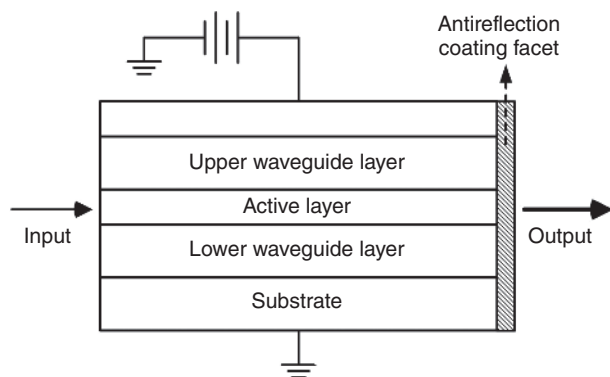 Antireflection
coating facet
Upper waveguide layer
Active layer
Input
Output
Lower waveguide layer
Substrate